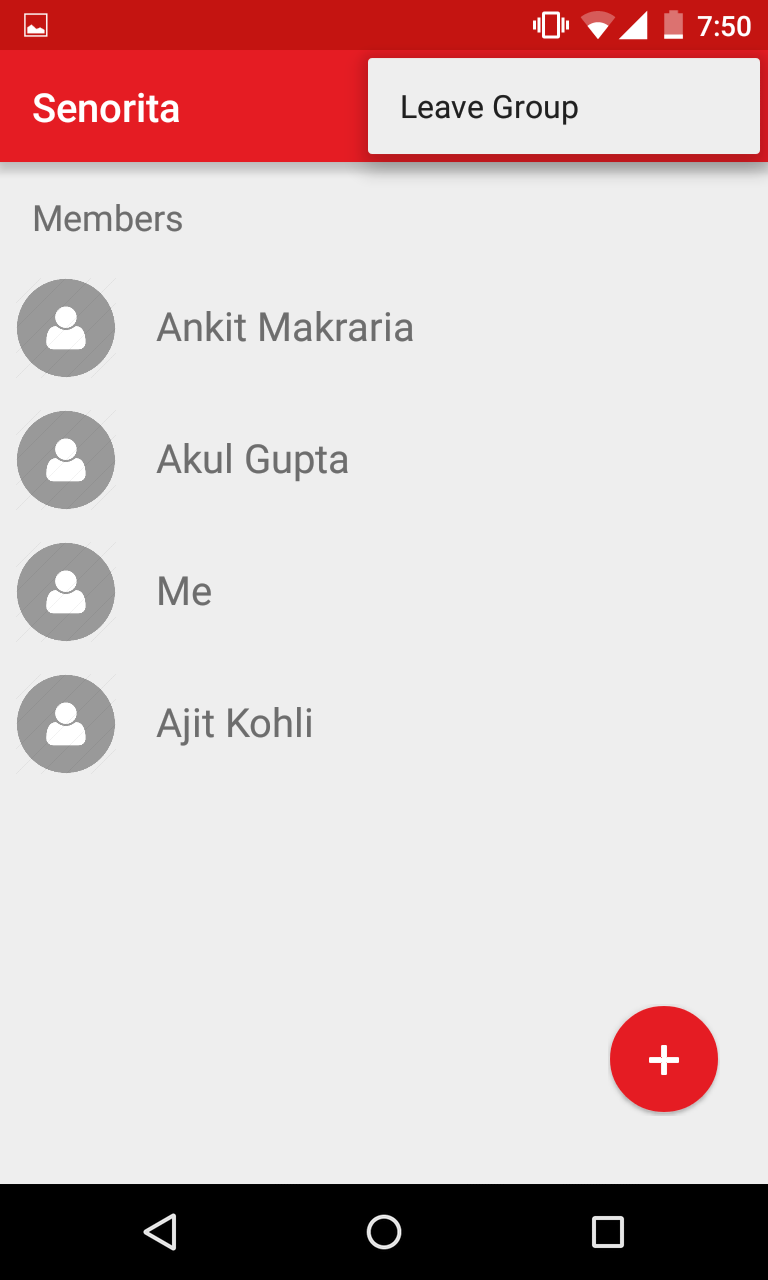 7:50
Senorita
Leave Group
Members
Ankit Makraria
Akul Gupta
Me
Ajit Kohli